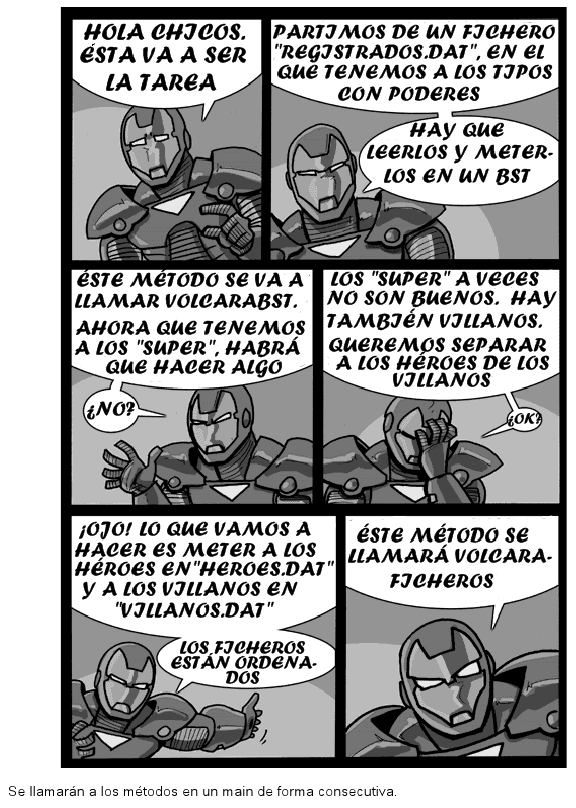 HOLA CHICOS.
ÉSTA VA A SER
LA TAREA
PARTIMOS DE UN FICHERO
"REGISTRADOS.DAT", EN EL
QUE TENEMOS A LOS TIPOS
CON PODERES
HAY QUE
LEERLOS Y METER-
LOS EN UN BST
ÉSTE MÉTODO SE VA A
LLAMAR VOLCARABST.
AHORA QUE TENEMOS
A LOS "SUPER", HABRÁ
QUE HACER ALGO
¿NO?
LOS "SUPER" A VECES
NO SON BUENOS. HAY
TAMBIÉN VILLANOS.
QUEREMOS SEPARAR
A LOS HÉROES DE LOS
VILLANOS
¿OK?
¡OJO! LO QUE VAMOS A
HACER ES METER A LOS
HÉROES EN"HEROES.DAT"
Y A LOS VILLANOS EN
"VILLANOS.DAT"
LOS FICHEROS
ESTÁN ORDENA-
DOS
ÉSTE MÉTODO SE
LLAMARÁ VOLCARA-
FICHEROS
Se llamarán a los métodos en un main de forma consecutiva.